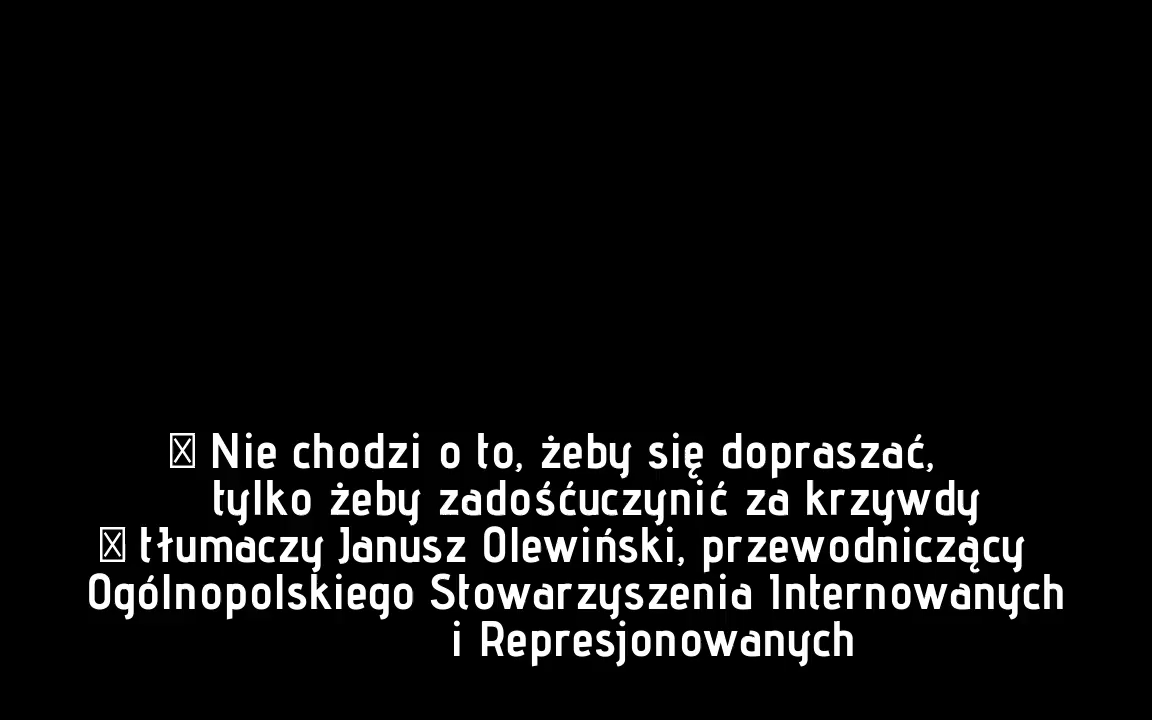 Nie chodzi o to, żeby się dopraszać,
tylko żeby zadośćuczynić za krzywdy
tłumaczy Janusz Olewiński, przewodniczący
Ogólnopolskiego Stowarzyszenia Internowanych
i Represjonowanych